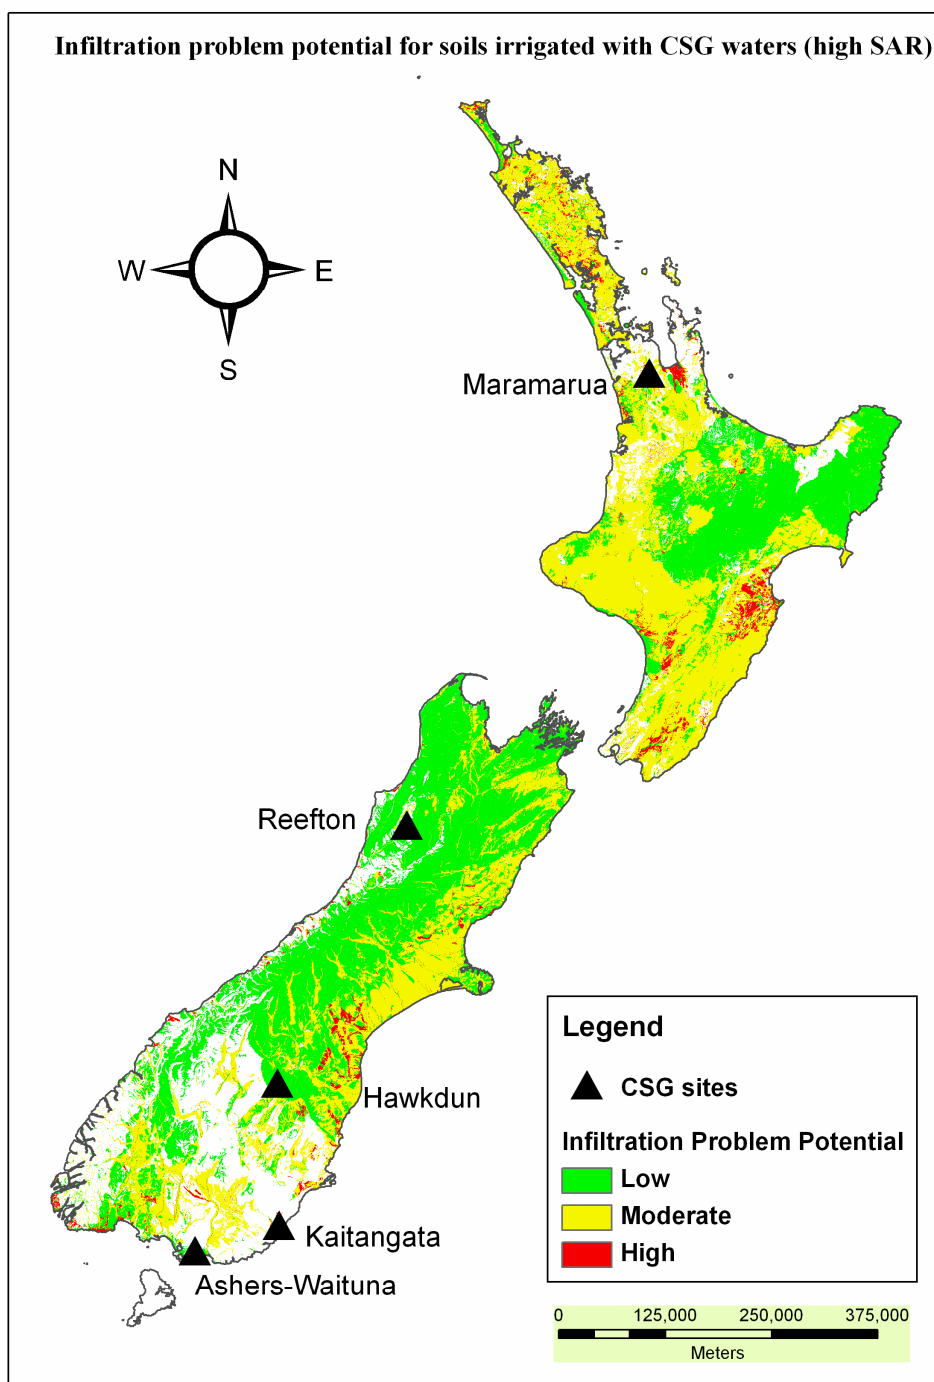 Infiltration problem potential for soils irrigated with CSG waters (high SAR)
N
W
E
S
Maramarua
Reefton
Hawkdun
Kaitangata
Ashers-Waituna
Legend
CSG sites
Infiltration Problem Potential
Low
Moderate
High
0 125,000 250,000 375,000
Meters